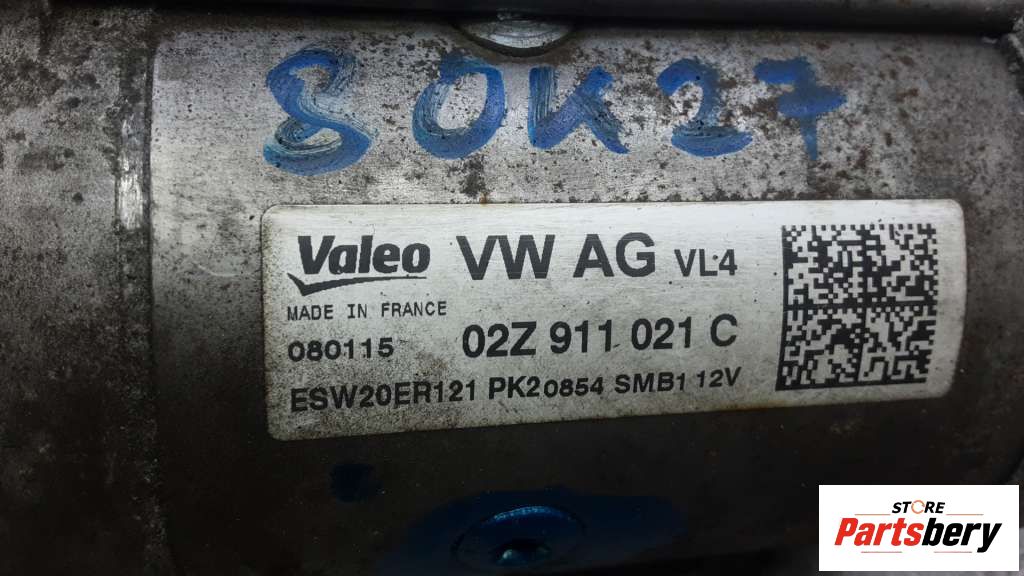 80K27
Valeo VW AG VL4
MADE IN FRANCE
080115 02Z 911 021 C
ESW20ER121 PK20854 SMB1 12V
STORE
Partsbery